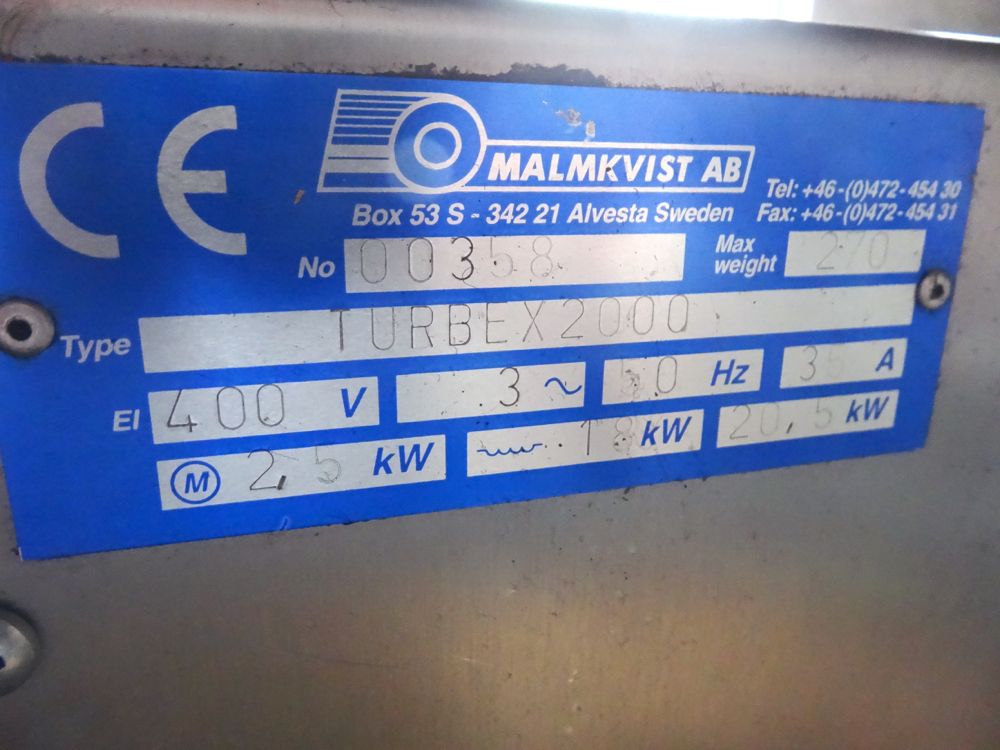 CE
MALMKVIST AB
Box 53 S - 342 21 Alvesta Sweden
Tel: +46-(0)472-454 30
Fax: +46-(0)472-454 31
No 00358
Max weight 270
Type TURBEX2000
El 400 V 3 ~ 50 Hz 35 A
M 2,5 kW 18 kW 20,5 kW